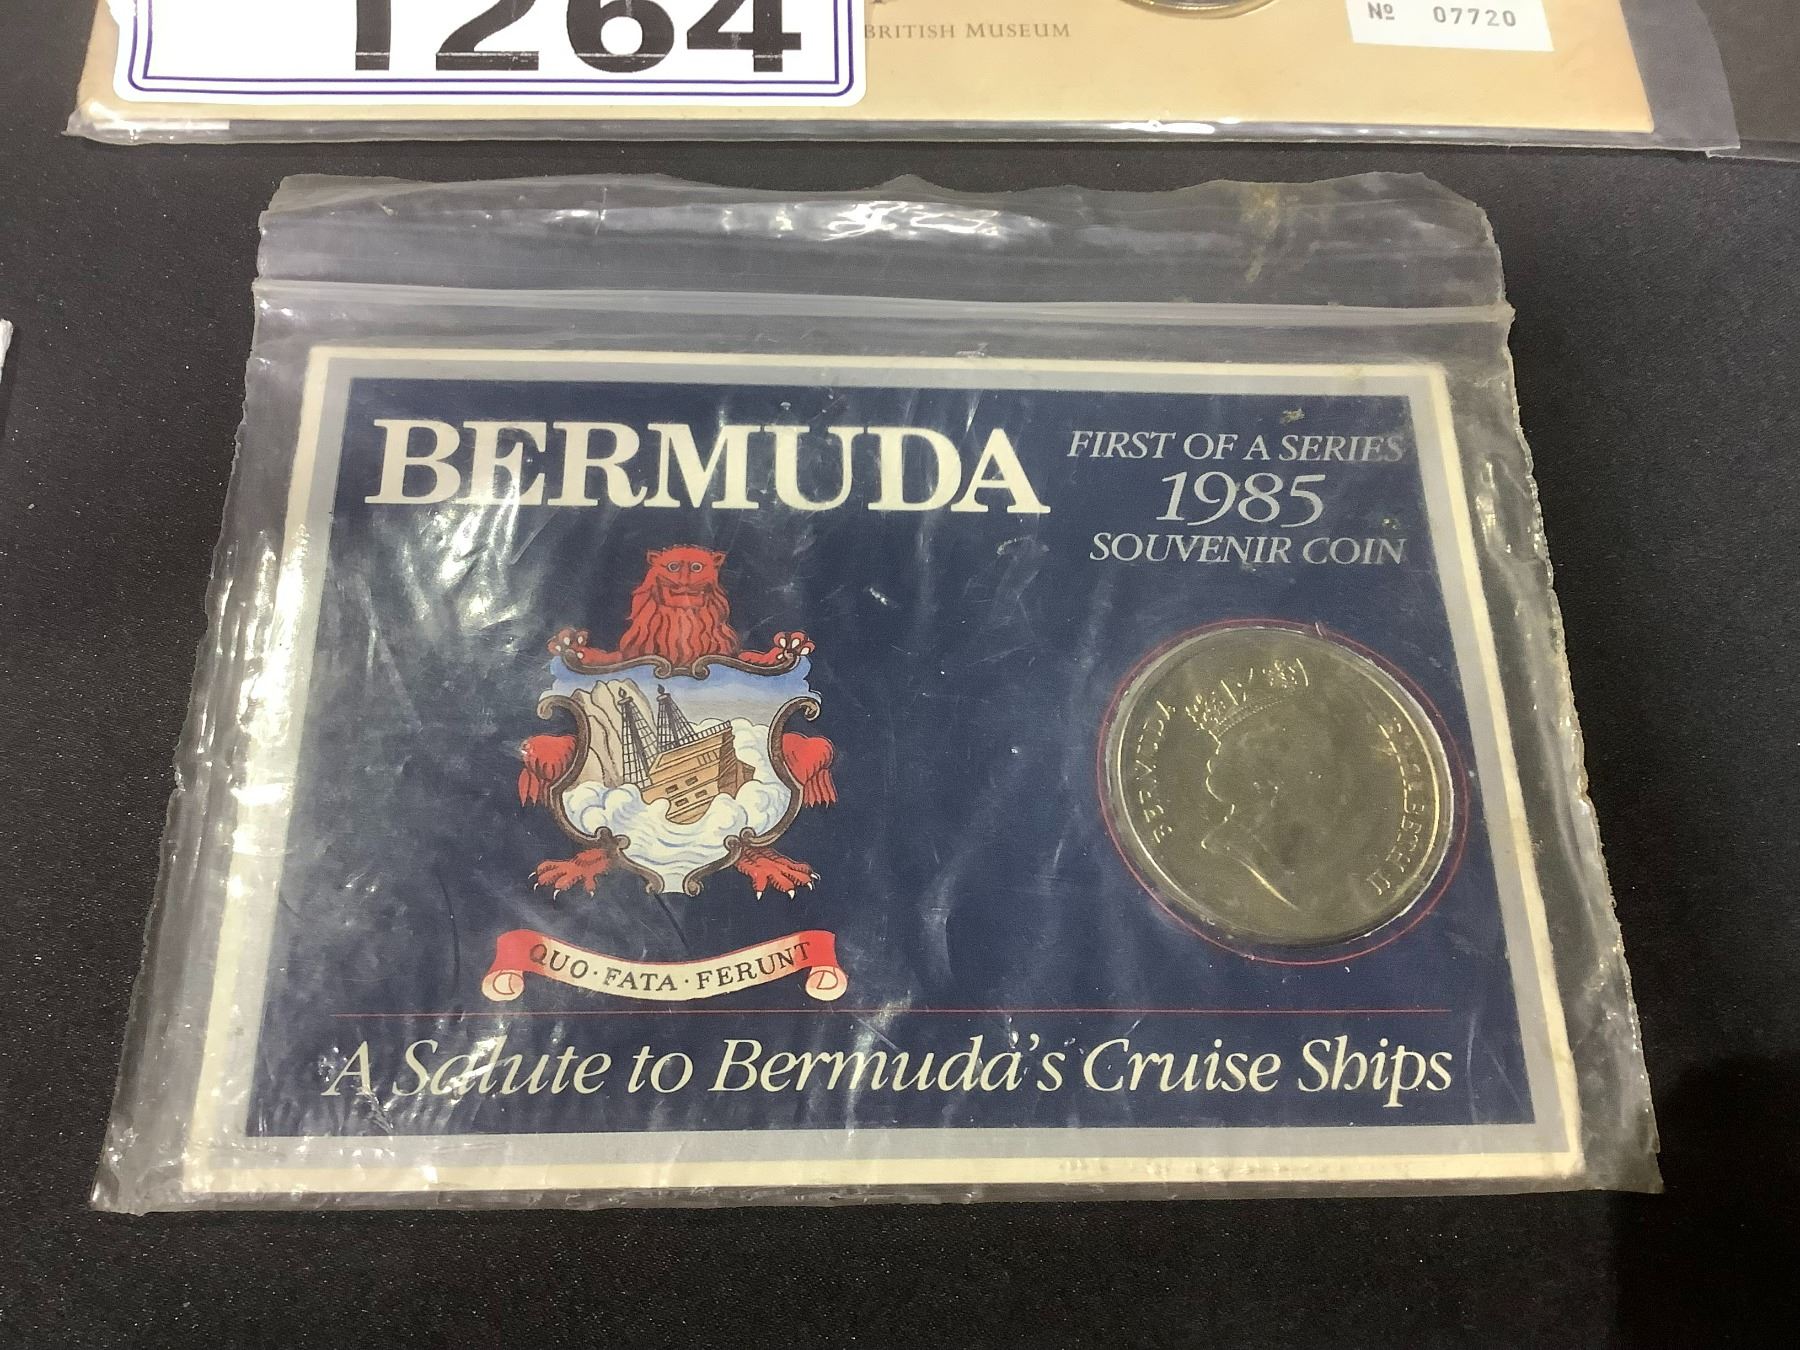 1264
BRITISH MUSEUM
Nº 07720
BERMUDA
FIRST OF A SERIES
1985
SOUVENIR COIN
BERMUDA
ELIZABETH II
QUO · FATA · FERUNT
A Salute to Bermuda's Cruise Ships